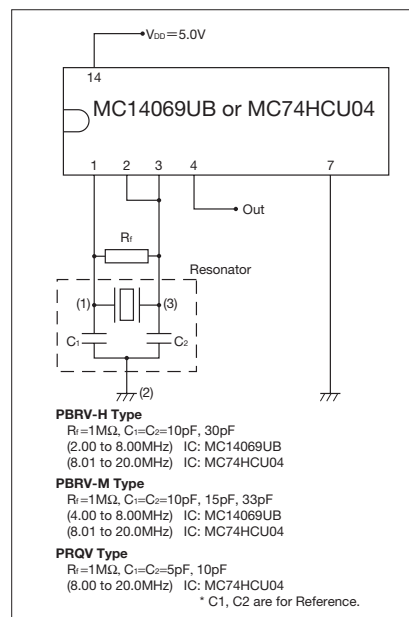 VDD=5.0V
14
MC14069UB or MC74HCU04
1 2 3 4 7
Out
Rf
Resonator
(1) (3)
C1 C2
(2)
PBRV-H Type
Rf=1MΩ, C1=C2=10pF, 30pF
(2.00 to 8.00MHz) IC: MC14069UB
(8.01 to 20.0MHz) IC: MC74HCU04
PBRV-M Type
Rf=1MΩ, C1=C2=10pF, 15pF, 33pF
(4.00 to 8.00MHz) IC: MC14069UB
(8.01 to 20.0MHz) IC: MC74HCU04
PRQV Type
Rf=1MΩ, C1=C2=5pF, 10pF
(8.00 to 20.0MHz) IC: MC74HCU04
* C1, C2 are for Reference.